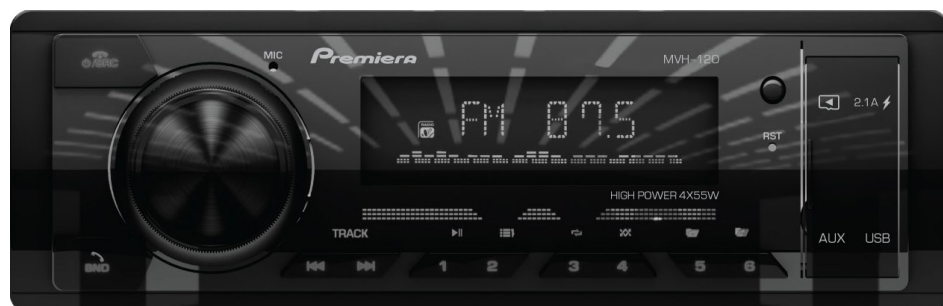 MIC
Premiera
MVH-120
⏻/SRC
FM 87.5
2.1A
RST
HIGH POWER 4X55W
TRACK
AUX USB
BND
1 2 3 4 5 6